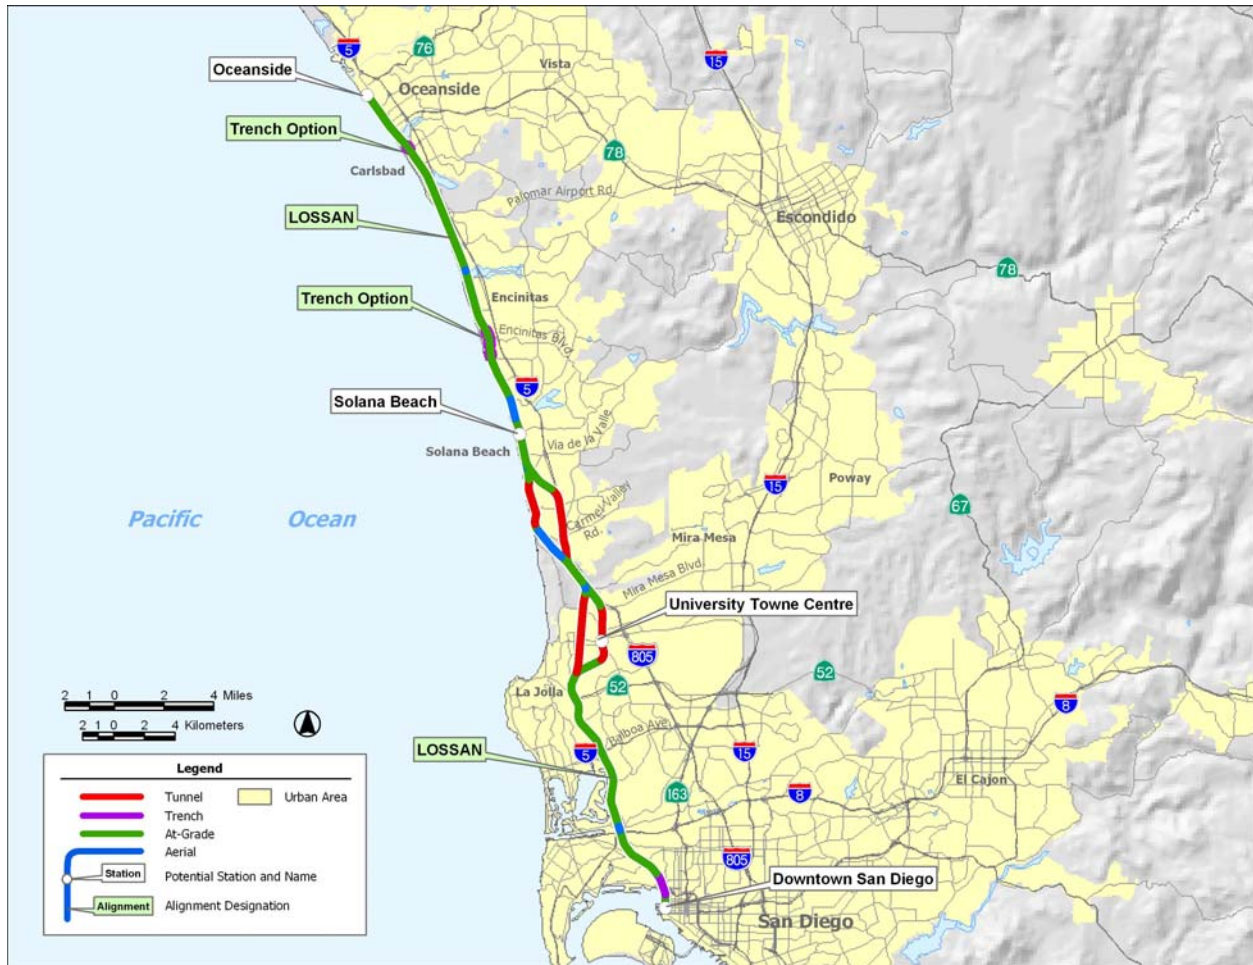 5
76
15
Vista
Oceanside
Oceanside
Trench Option
78
Carlsbad
Palomar Airport Rd.
LOSSAN
Escondido
78
Trench Option
Encinitas
Encinitas Blvd.
5
Solana Beach
Via de la Valle
Solana Beach
15
Poway
67
Pacific Ocean
Carmel Valley
Rd.
Mira Mesa
Mira Mesa Blvd.
University Towne Centre
805
52
52
La Jolla
8
2 1 0 2 4 Miles
2 1 0 2 4 Kilometers
LOSSAN
Balboa Ave.
5
15
El Cajon
163
8
805
Downtown San Diego
San Diego
Legend
Tunnel
Urban Area
Trench
At-Grade
Aerial
Station
Potential Station and Name
Alignment
Alignment Designation